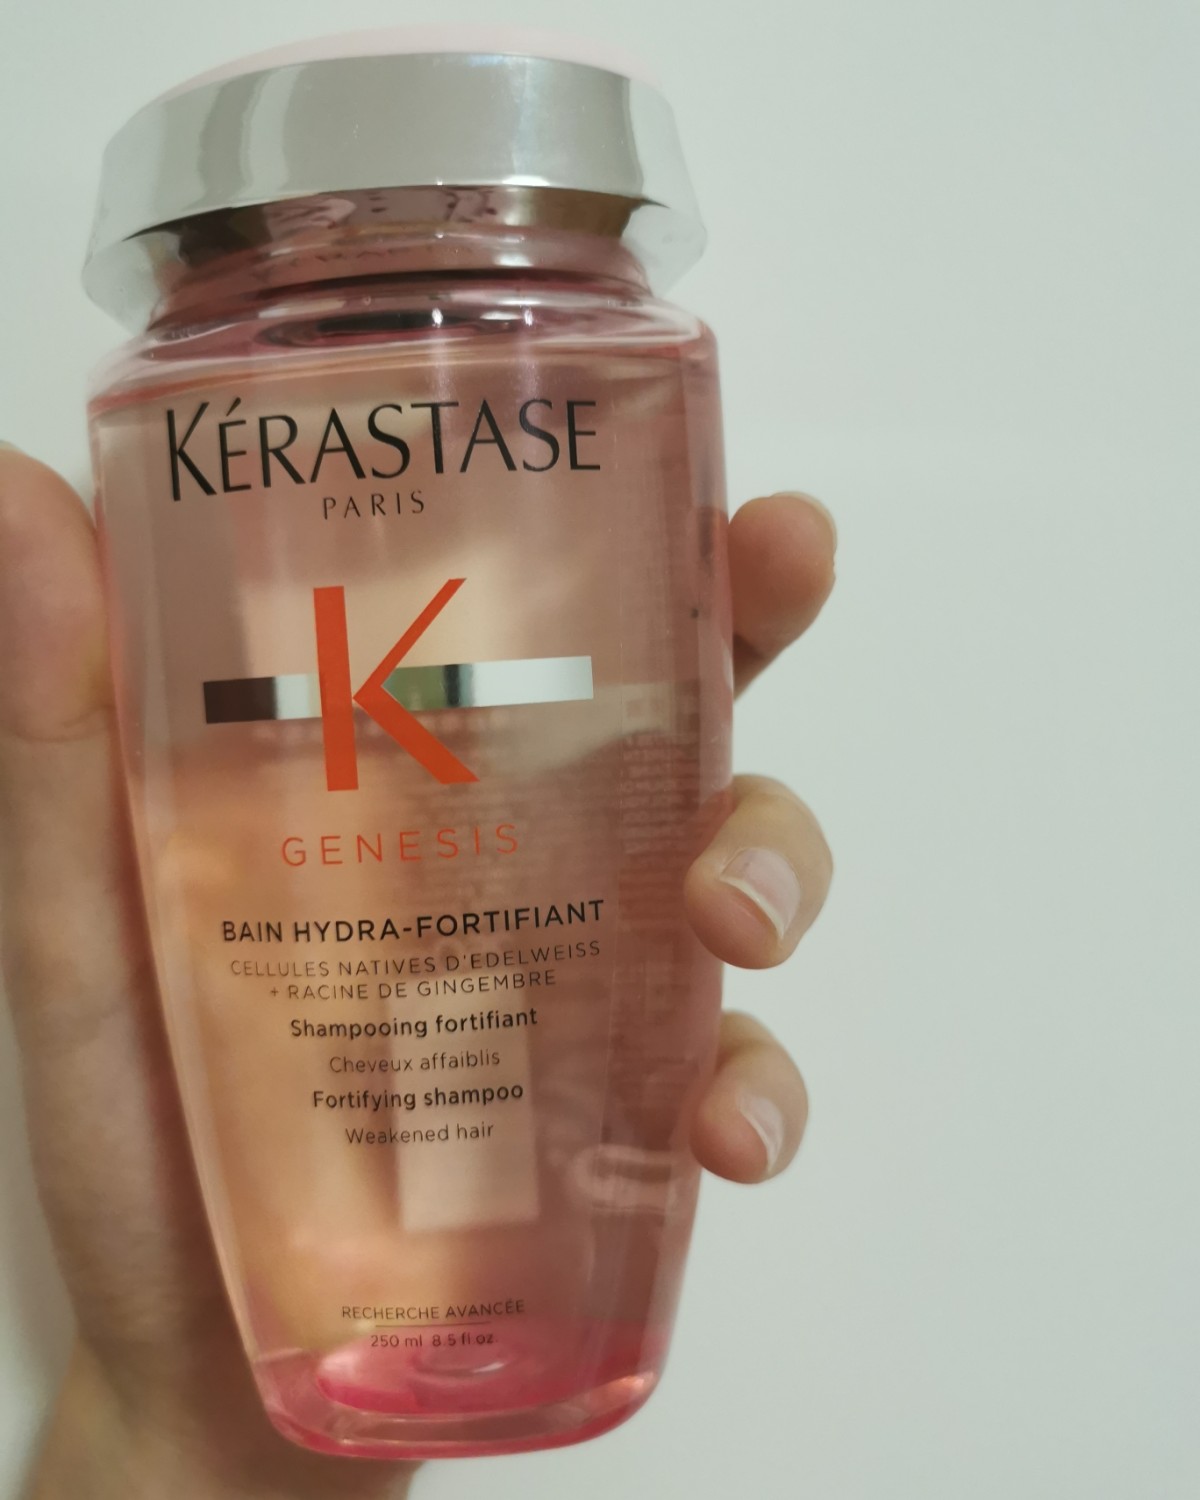 KÉRASTASE
PARIS
K
GENESIS
BAIN HYDRA-FORTIFIANT
CELLULES NATIVES D'EDELWEISS
+ RACINE DE GINGEMBRE
Shampooing fortifiant
Cheveux affaiblis
Fortifying shampoo
Weakened hair
RECHERCHE AVANCÉE
250 ml 8.5 fl oz